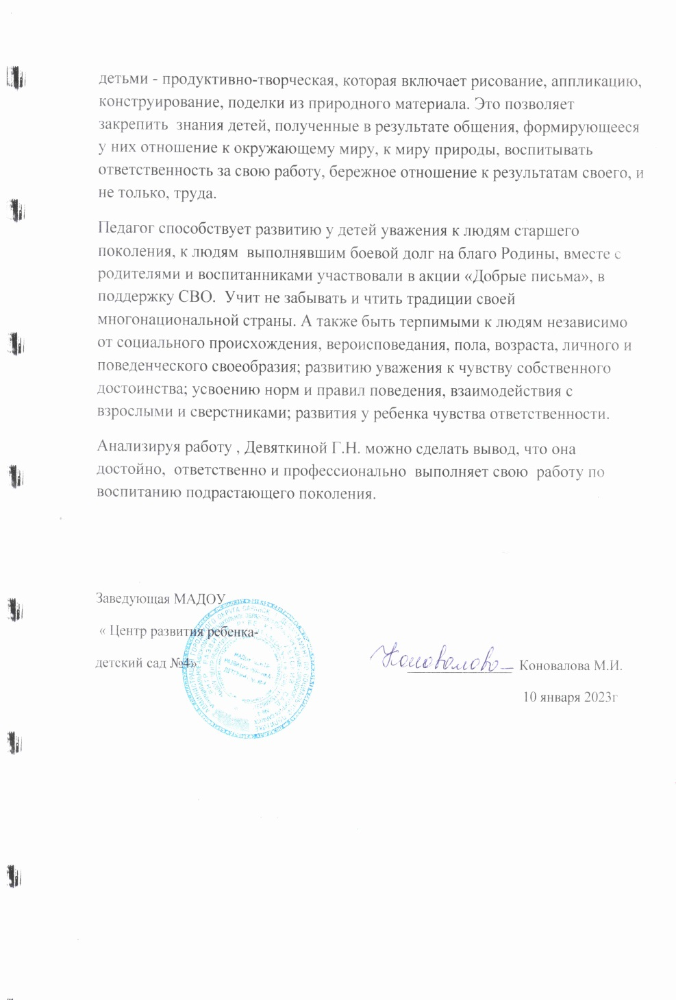 детьми - продуктивно-творческая, которая включает рисование, аппликацию,
конструирование, поделки из природного материала. Это позволяет
закрепить знания детей, полученные в результате общения, формирующееся
у них отношение к окружающему миру, к миру природы, воспитывать
ответственность за свою работу, бережное отношение к результатам своего, и
не только, труда.
Педагог способствует развитию у детей уважения к людям старшего
поколения, к людям выполнявшим боевой долг на благо Родины, вместе с
родителями и воспитанниками участвовали в акции «Добрые письма», в
поддержку СВО. Учит не забывать и чтить традиции своей
многонациональной страны. А также быть терпимыми к людям независимо
от социального происхождения, вероисповедания, пола, возраста, личного и
поведенческого своеобразия; развитию уважения к чувству собственного
достоинства; усвоению норм и правил поведения, взаимодействия с
взрослыми и сверстниками; развития у ребенка чувства ответственности.
Анализируя работу , Девяткиной Г.Н. можно сделать вывод, что она
достойно, ответственно и профессионально выполняет свою работу по
воспитанию подрастающего поколения.
Заведующая МАДОУ
« Центр развития ребенка-
детский сад №4»
Коновалова Коновалова М.И.
10 января 2023г